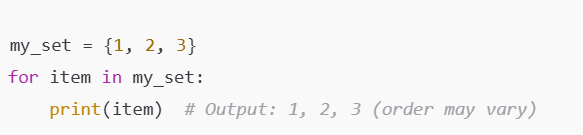 my_set = {1, 2, 3}
for item in my_set:
    print(item)  # Output: 1, 2, 3 (order may vary)